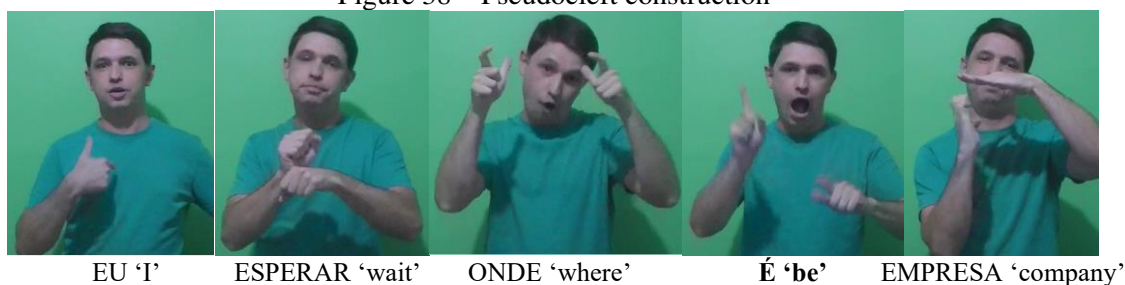 Figure 38 – Pseudocleft construction
EU ‘I’ ESPERAR ‘wait’ ONDE ‘where’ É ‘be’ EMPRESA ‘company’